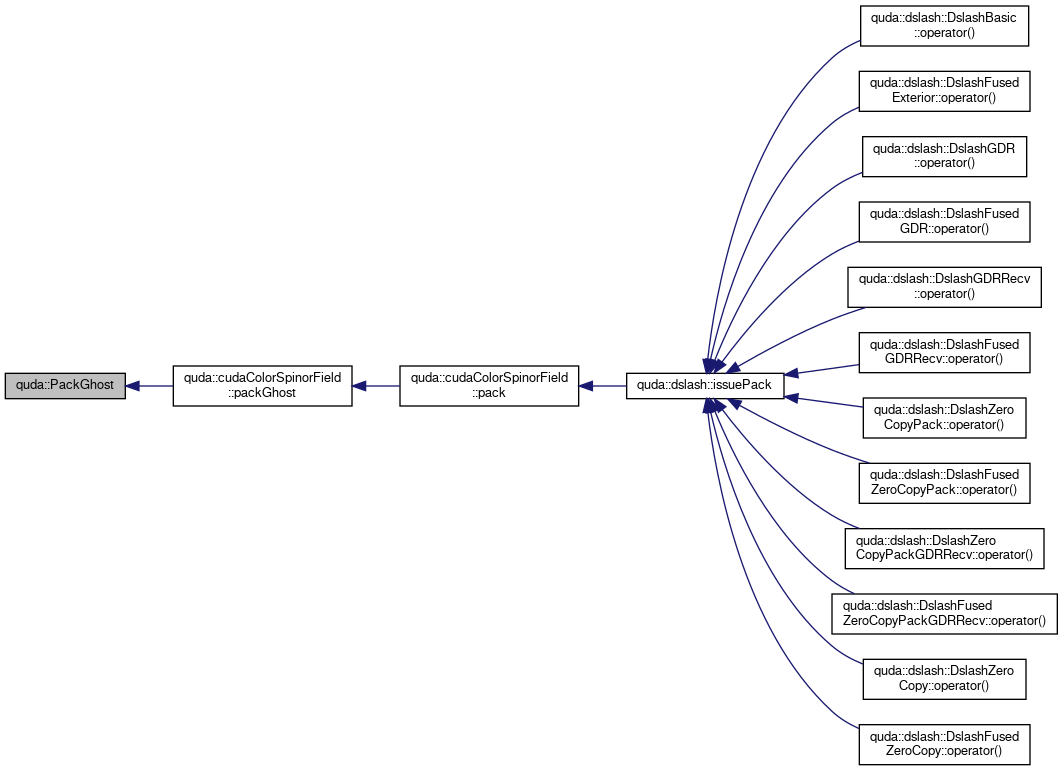 quda::PackGhost
quda::cudaColorSpinorField
::packGhost
quda::cudaColorSpinorField
::pack
quda::dslash::issuePack
quda::dslash::DslashBasic
::operator()
quda::dslash::DslashFused
Exterior::operator()
quda::dslash::DslashGDR
::operator()
quda::dslash::DslashFused
GDR::operator()
quda::dslash::DslashGDRRecv
::operator()
quda::dslash::DslashFused
GDRRecv::operator()
quda::dslash::DslashZero
CopyPack::operator()
quda::dslash::DslashFused
ZeroCopyPack::operator()
quda::dslash::DslashZero
CopyPackGDRRecv::operator()
quda::dslash::DslashFused
ZeroCopyPackGDRRecv::operator()
quda::dslash::DslashZero
Copy::operator()
quda::dslash::DslashFused
ZeroCopy::operator()